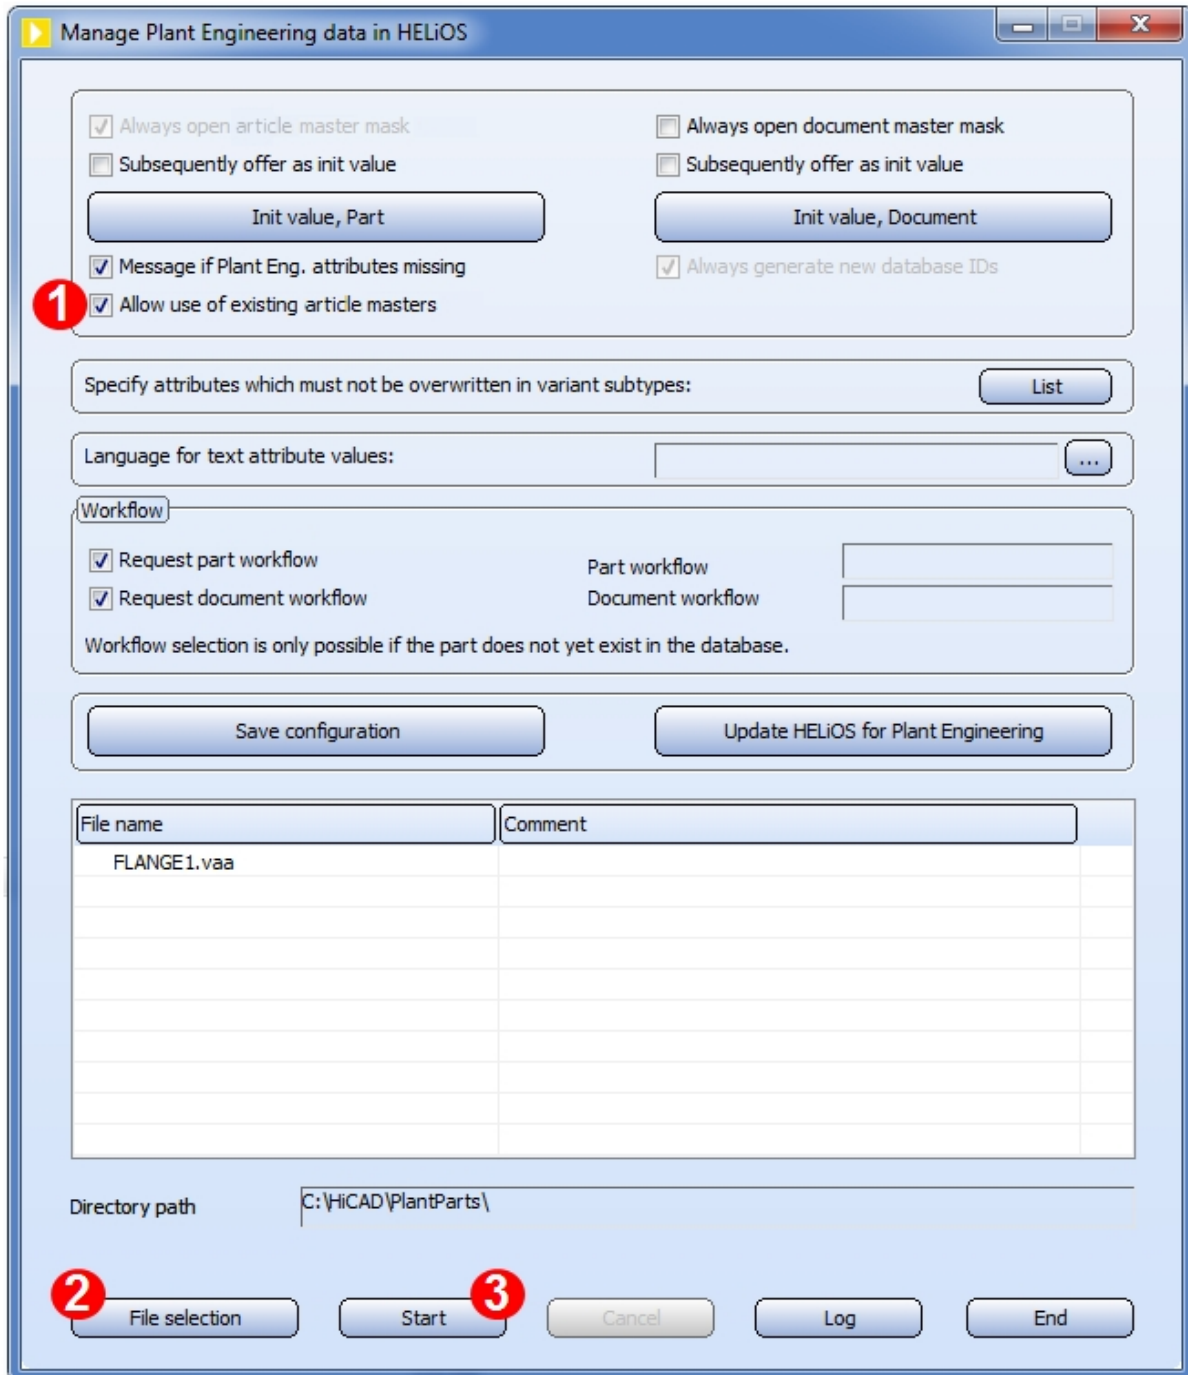 Manage Plant Engineering data in HELiOS
Always open article master mask
Always open document master mask
Subsequently offer as init value
Subsequently offer as init value
Init value, Part
Init value, Document
Message if Plant Eng. attributes missing
Always generate new database IDs
1
Allow use of existing article masters
Specify attributes which must not be overwritten in variant subtypes:
List
Language for text attribute values:
...
Workflow
Request part workflow
Part workflow
Request document workflow
Document workflow
Workflow selection is only possible if the part does not yet exist in the database.
Save configuration
Update HELiOS for Plant Engineering
File name
Comment
FLANGE1.vaa
Directory path
C:\HiCAD\PlantParts\
2
File selection
Start
3
Cancel
Log
End